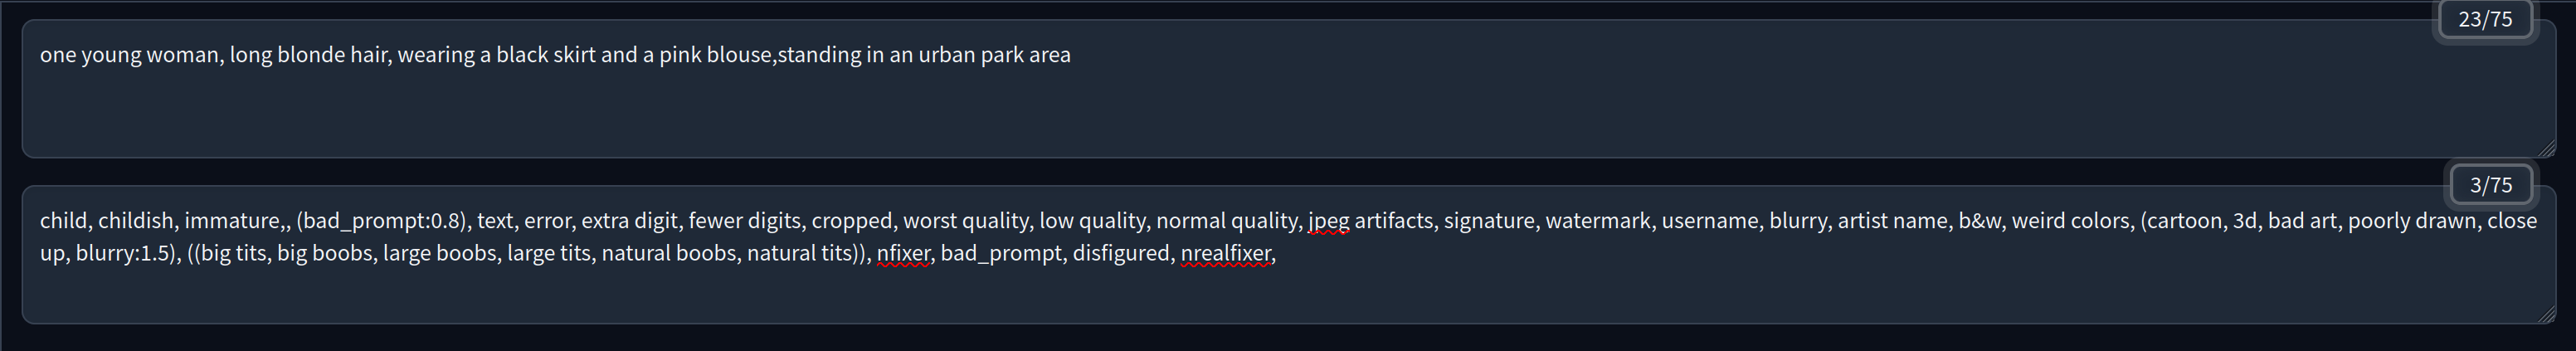 23/75
one young woman, long blonde hair, wearing a black skirt and a pink blouse,standing in an urban park area
3/75
child, childish, immature,, (bad_prompt:0.8), text, error, extra digit, fewer digits, cropped, worst quality, low quality, normal quality, jpeg artifacts, signature, watermark, username, blurry, artist name, b&w, weird colors, (cartoon, 3d, bad art, poorly drawn, close
up, blurry:1.5), ((big tits, big boobs, large boobs, large tits, natural boobs, natural tits)), nfixer, bad_prompt, disfigured, nrealfixer,